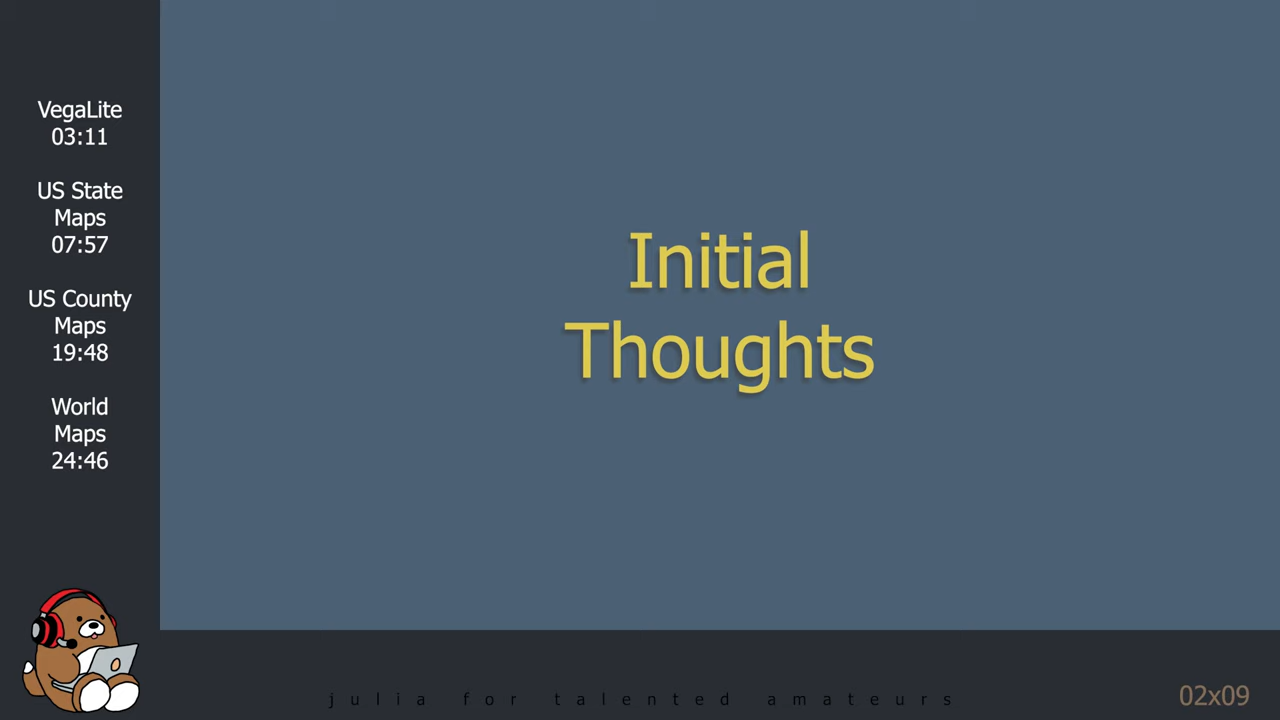 VegaLite
03:11
US State
Maps
07:57
US County
Maps
19:48
World
Maps
24:46
Initial
Thoughts
julia for talented amateurs
02x09